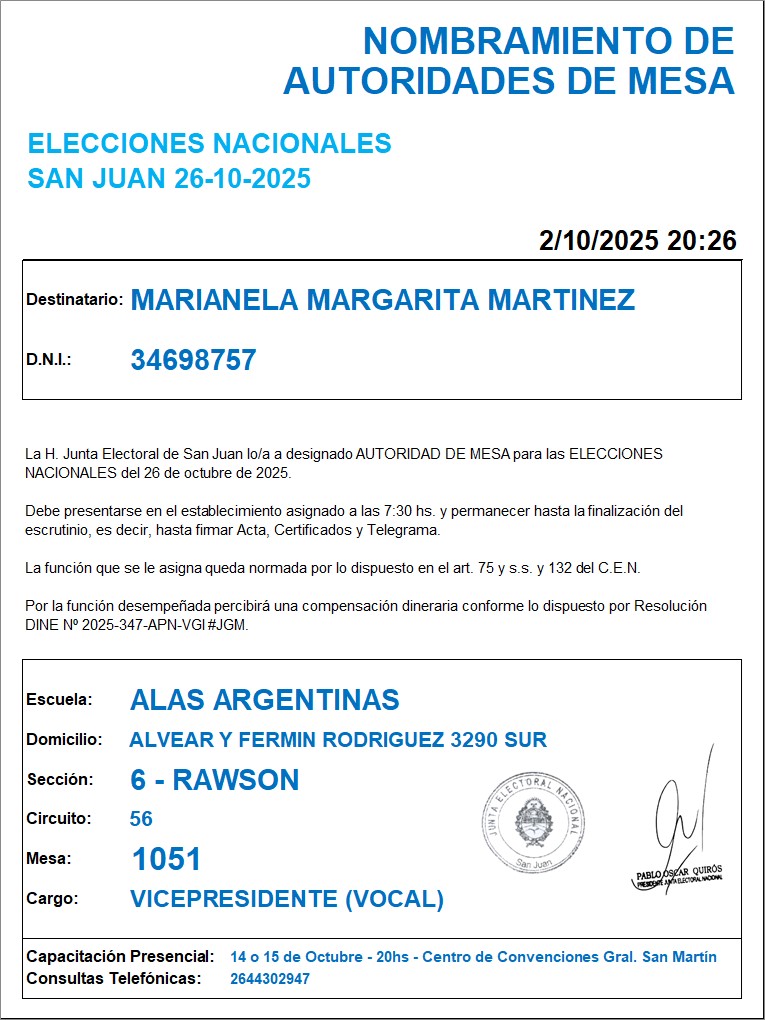 NOMBRAMIENTO DE
AUTORIDADES DE MESA
ELECCIONES NACIONALES
SAN JUAN 26-10-2025
2/10/2025 20:26
Destinatario: MARIANELA MARGARITA MARTINEZ
D.N.I.: 34698757
La H. Junta Electoral de San Juan lo/a a designado AUTORIDAD DE MESA para las ELECCIONES
NACIONALES del 26 de octubre de 2025.
Debe presentarse en el establecimiento asignado a las 7:30 hs. y permanecer hasta la finalización del
escrutinio, es decir, hasta firmar Acta, Certificados y Telegrama.
La función que se le asigna queda normada por lo dispuesto en el art. 75 y s.s. y 132 del C.E.N.
Por la función desempeñada percibirá una compensación dineraria conforme lo dispuesto por Resolución
DINE Nº 2025-347-APN-VGI#JGM.
Escuela: ALAS ARGENTINAS
Domicilio: ALVEAR Y FERMIN RODRIGUEZ 3290 SUR
Sección: 6 - RAWSON
Circuito: 56
Mesa: 1051
Cargo: VICEPRESIDENTE (VOCAL)
JUNTA ELECTORAL NACIONAL
San Juan
PABLO OSCAR QUIRÓS
PRESIDENTE JUNTA ELECTORAL NACIONAL
Capacitación Presencial: 14 o 15 de Octubre - 20hs - Centro de Convenciones Gral. San Martín
Consultas Telefónicas: 2644302947